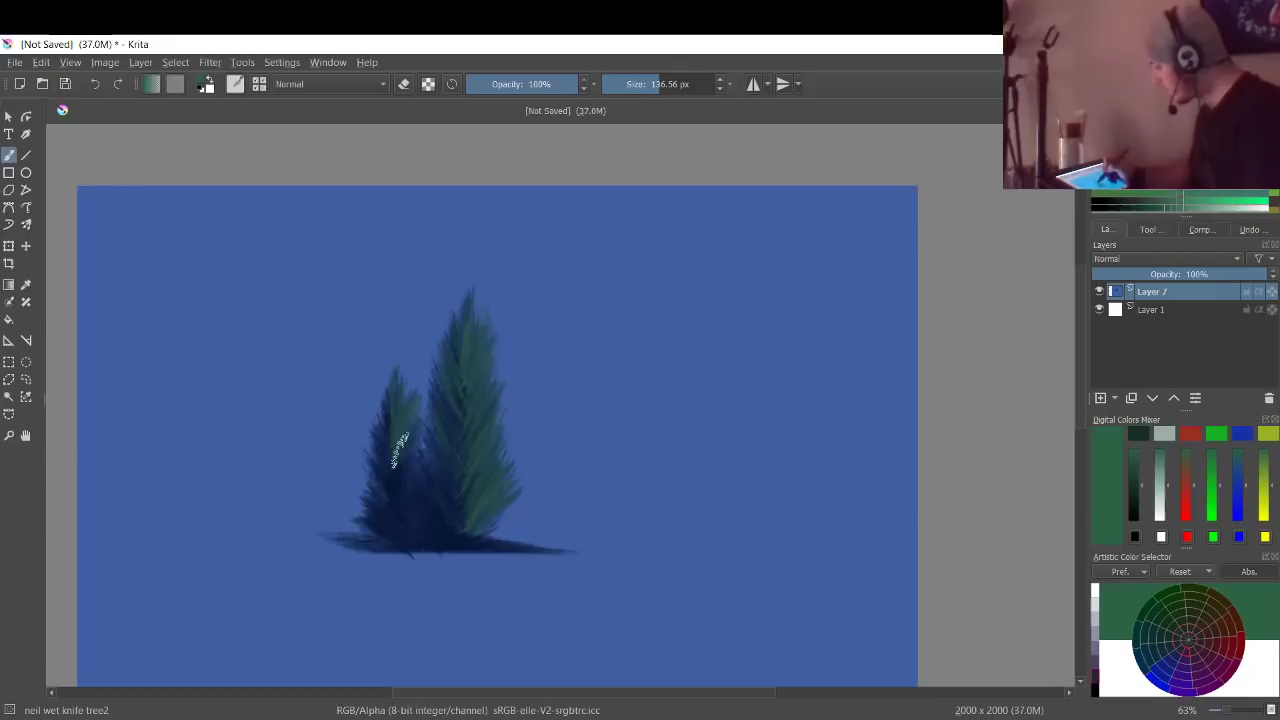 [Not Saved] (37.0M) * - Krita
File Edit View Image Layer Select Filter Tools Settings Window Help
Normal Opacity: 100% Size: 136.56 px
[Not Saved] (37.0M)
La... Tool ... Comp... Undo ...
Layers
Normal
Opacity: 100%
Layer 7
Layer 1
Digital Colors Mixer
Artistic Color Selector
Pref. Reset Abs.
neil wet knife tree2 RGB/Alpha (8-bit integer/channel) sRGB-elle-V2-srgbtrc.icc 2000 x 2000 (37.0M) 63%